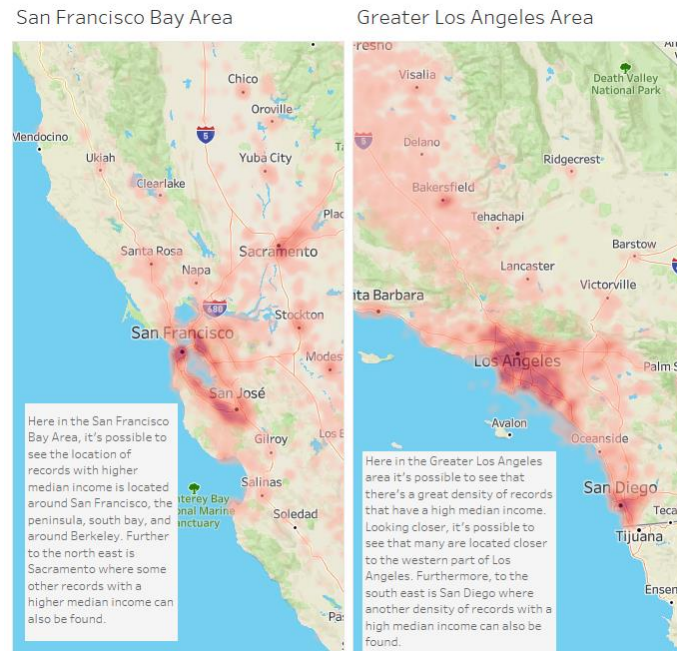 San Francisco Bay Area
Chico
Oroville
5
Mendocino
Ukiah
Yuba City
Clearlake
Santa Rosa
Sacramento
Napa
680
Stockton
San Francisco
San José
Gilroy
Salinas
Soledad
Here in the San Francisco
Bay Area, it's possible to
see the location of
records with higher
median income is located
around San Francisco, the
peninsula, south bay, and
around Berkeley. Further
to the north east is
Sacramento where some
other records with a
higher median income can
also be found.
Greater Los Angeles Area
Visalia
Death Valley
National Park
5
Delano
Ridgecrest
Bakersfield
Tehachapi
Barstow
Lancaster
Victorville
ita Barbara
Los Angeles
Palm S
Avalon
Oceanside
San Diego
Teca
Tijuana
Ensen
Here in the Greater Los Angeles
area it's possible to see that
there's a great density of records
that have a high median income.
Looking closer, it's possible to
see that many are located closer
to the western part of Los
Angeles. Furthermore, to the
south east is San Diego where
another density of records with a
high median income can also be
found.